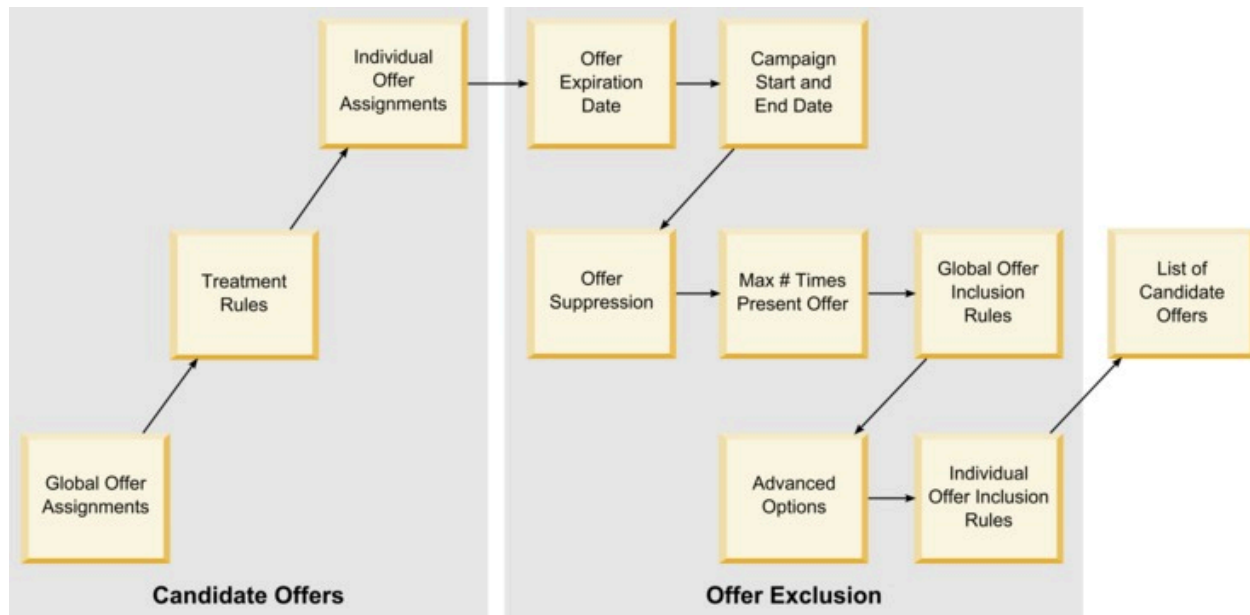 Individual
Offer
Assignments
Offer
Expiration
Date
Campaign
Start and
End Date
Treatment
Rules
Offer
Suppression
Max # Times
Present Offer
Global Offer
Inclusion
Rules
List of
Candidate
Offers
Global Offer
Assignments
Advanced
Options
Individual
Offer Inclusion
Rules
Candidate Offers
Offer Exclusion